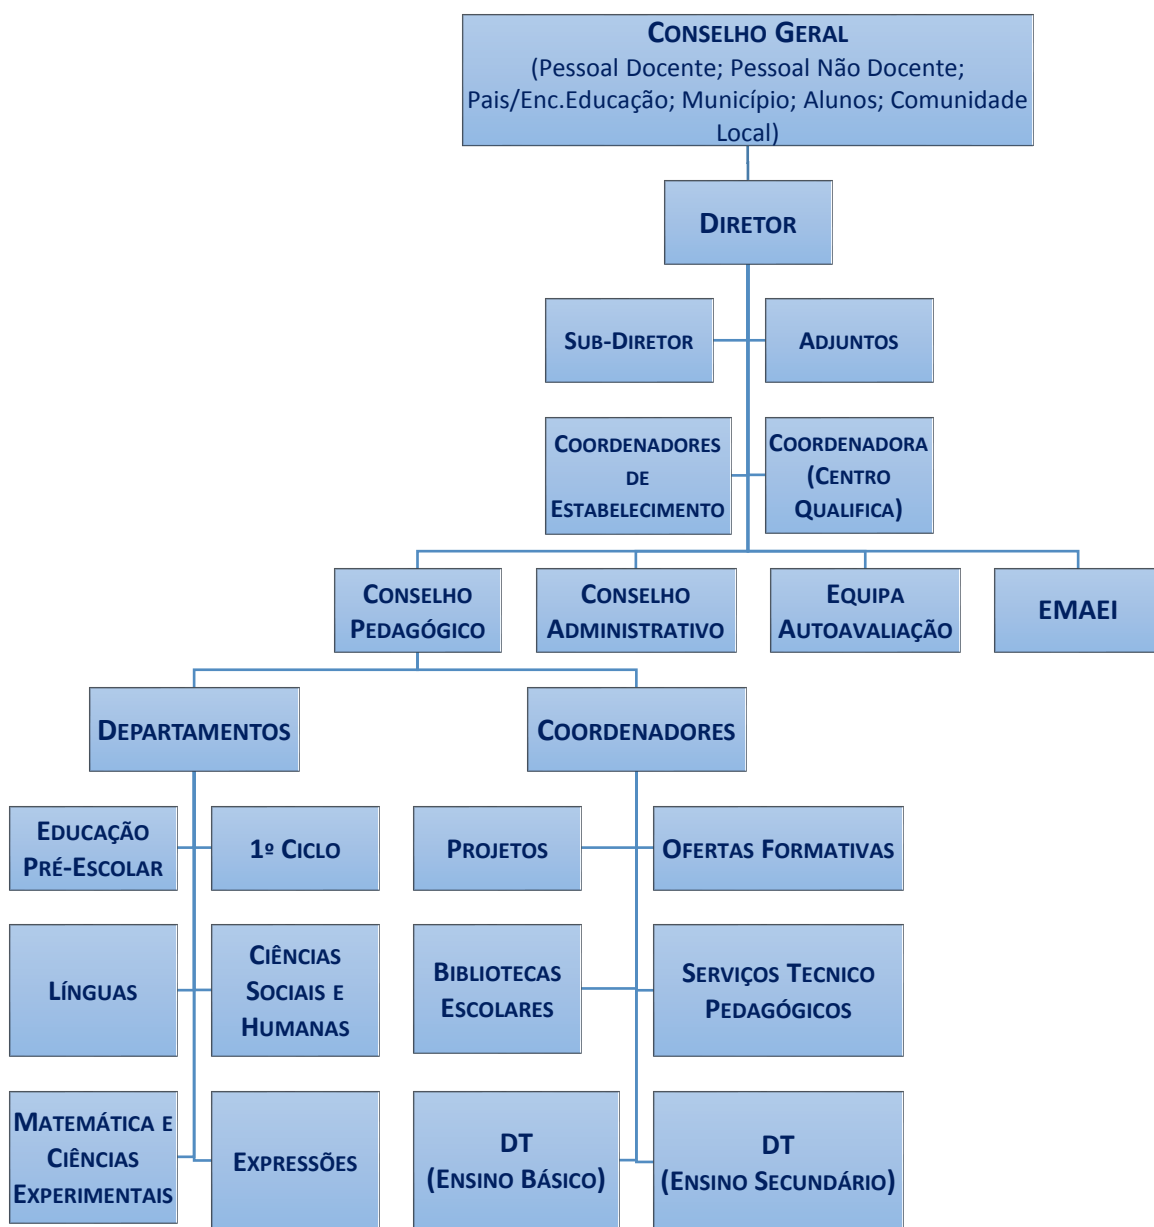 CONSELHO GERAL
(Pessoal Docente; Pessoal Não Docente;
Pais/Enc.Educação; Município; Alunos; Comunidade
Local)
DIRETOR
SUB-DIRETOR
ADJUNTOS
COORDENADORES
DE
ESTABELECIMENTO
COORDENADORA
(CENTRO
QUALIFICA)
CONSELHO
PEDAGÓGICO
CONSELHO
ADMINISTRATIVO
EQUIPA
AUTOAVALIAÇÃO
EMAEI
DEPARTAMENTOS
COORDENADORES
EDUCAÇÃO
PRÉ-ESCOLAR
1º CICLO
PROJETOS
OFERTAS FORMATIVAS
LÍNGUAS
CIÊNCIAS
SOCIAIS E
HUMANAS
BIBLIOTECAS
ESCOLARES
SERVIÇOS TECNICO
PEDAGÓGICOS
MATEMÁTICA E
CIÊNCIAS
EXPERIMENTAIS
EXPRESSÕES
DT
(ENSINO BÁSICO)
DT
(ENSINO SECUNDÁRIO)